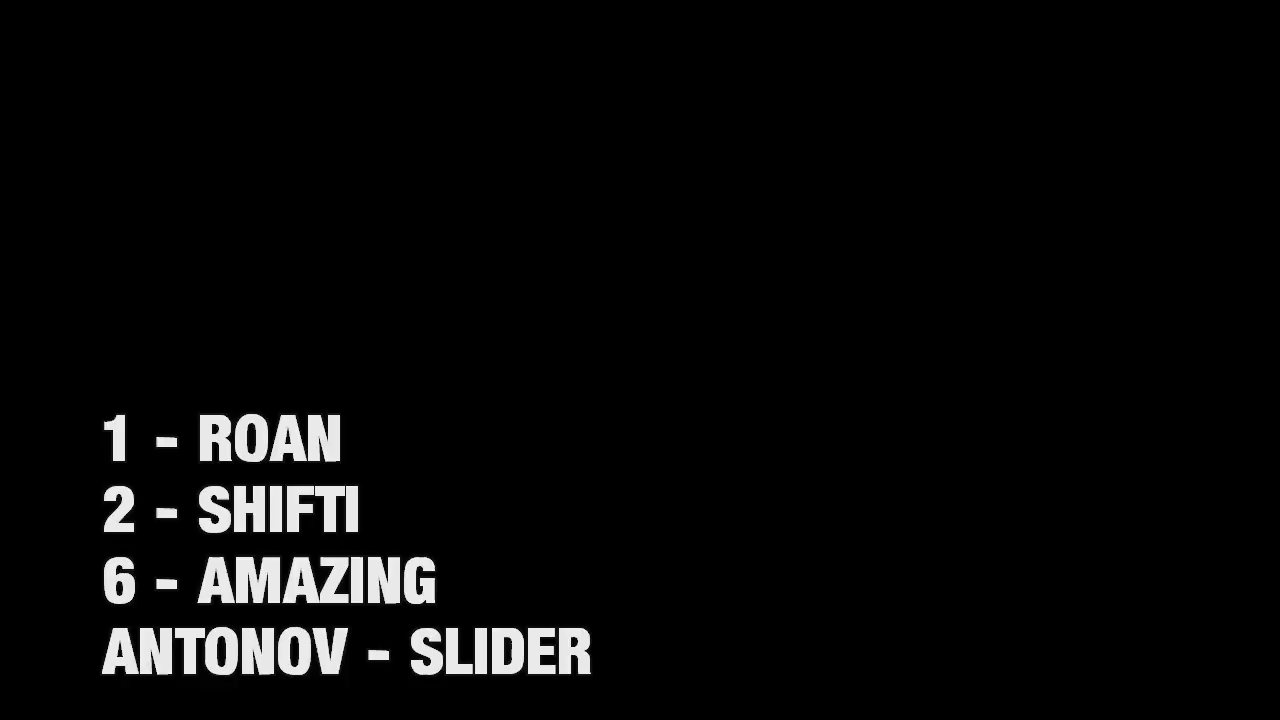 1 - ROAN
2 - SHIFTI
6 - AMAZING
ANTONOV - SLIDER